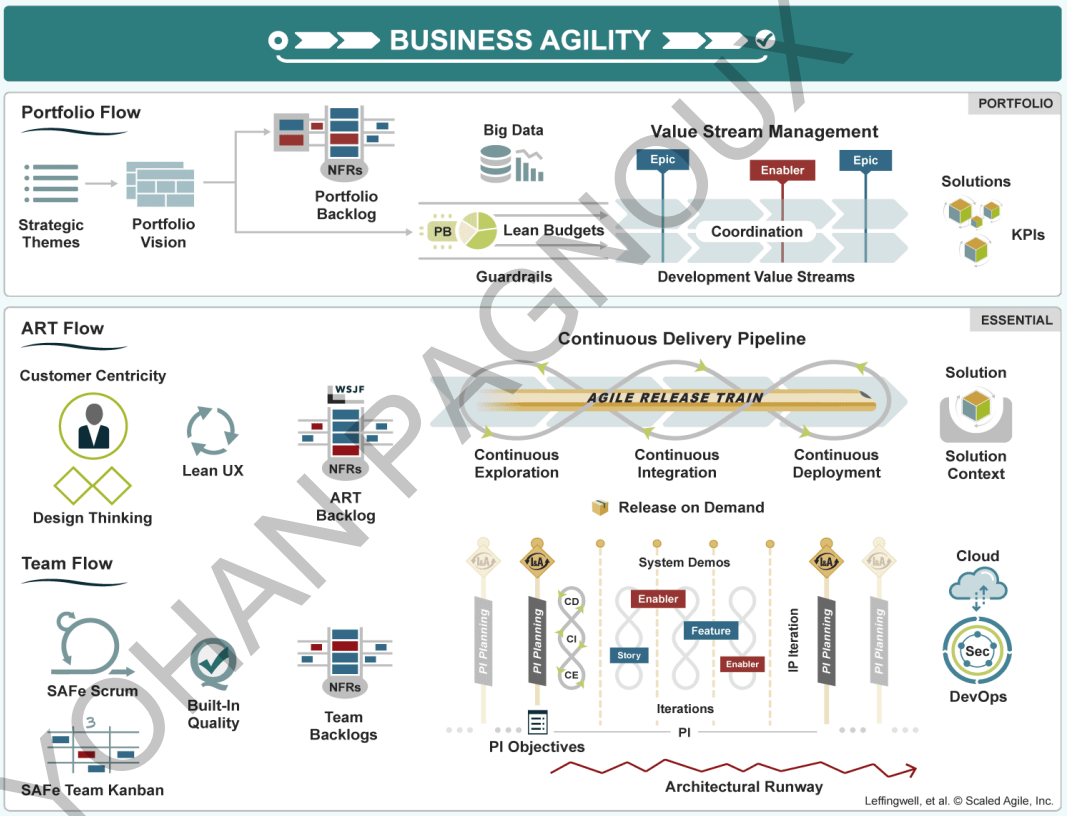 BUSINESS AGILITY
PORTFOLIO
Portfolio Flow
Strategic
Themes
Portfolio
Vision
NFRs
Portfolio
Backlog
Big Data
PB
Lean Budgets
Guardrails
Value Stream Management
Epic
Enabler
Epic
Coordination
Development Value Streams
Solutions
KPIs
ESSENTIAL
ART Flow
Customer Centricity
Design Thinking
Lean UX
WSJF
NFRs
ART
Backlog
Continuous Delivery Pipeline
AGILE RELEASE TRAIN
Continuous
Exploration
Continuous
Integration
Continuous
Deployment
Release on Demand
Solution
Solution
Context
Team Flow
SAFe Scrum
3
SAFe Team Kanban
Built-In
Quality
NFRs
Team
Backlogs
I&A
PI Planning
I&A
PI Planning
CD
CI
CE
System Demos
Enabler
Feature
Story
Enabler
Iterations
IP Iteration
I&A
PI Planning
I&A
PI Planning
PI
PI Objectives
Architectural Runway
Cloud
Sec
DevOps
Leffingwell, et al. © Scaled Agile, Inc.
YOHAN PAGNOUX